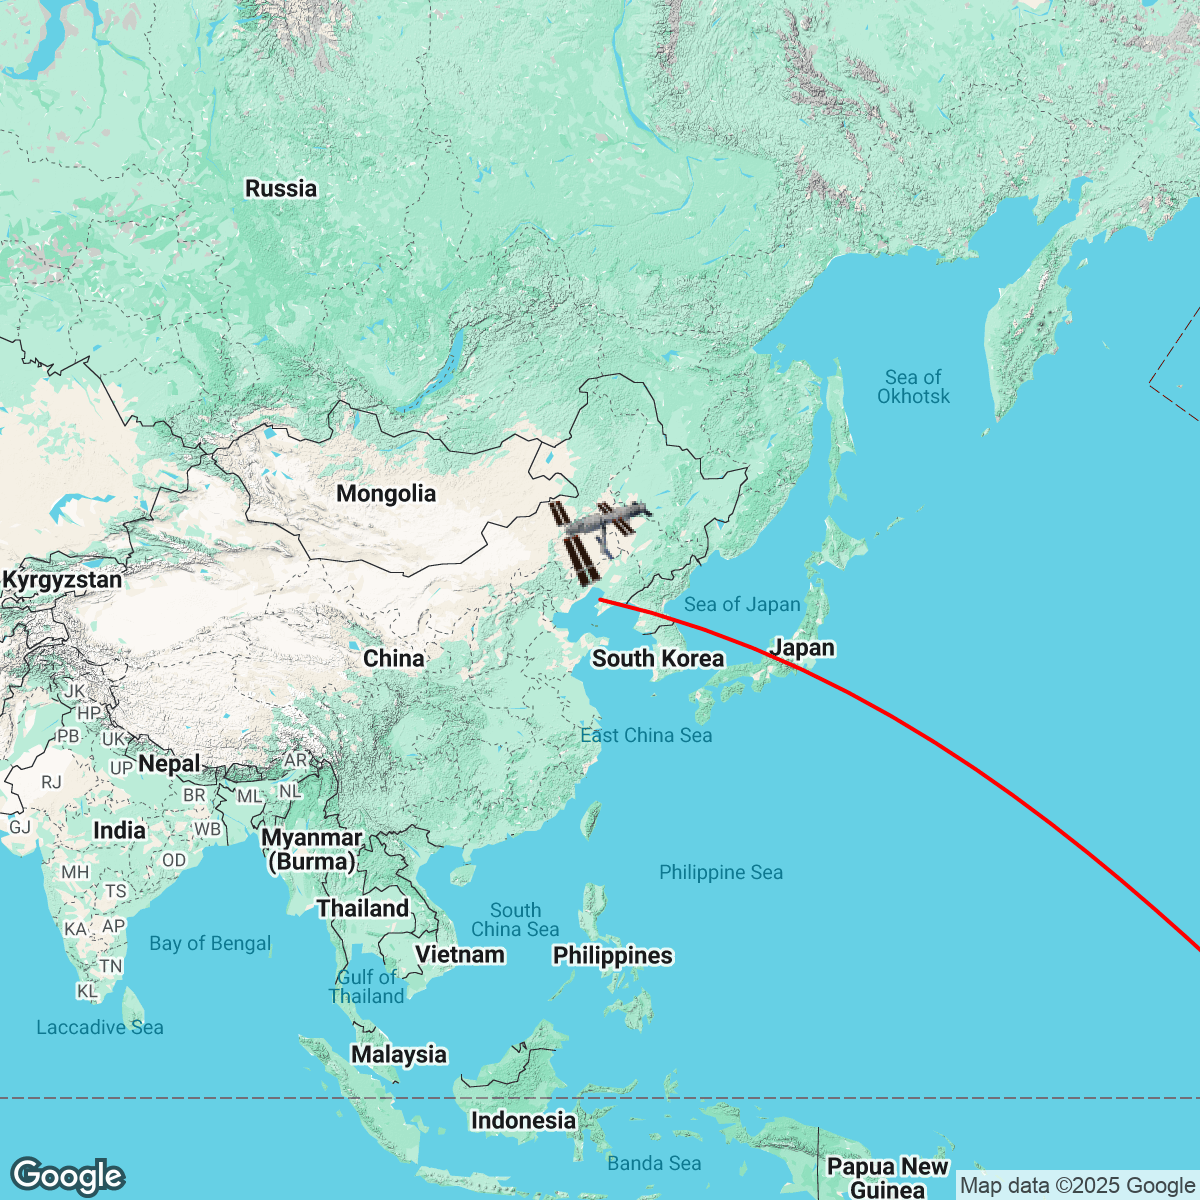 Russia
Sea of
Okhotsk
Mongolia
Kyrgyzstan
Sea of Japan
Japan
China
South Korea
JK
HP
PB
UK
East China Sea
UP
Nepal
AR
RJ
BR
ML
NL
GJ
India
WB
Myanmar
(Burma)
OD
MH
Philippine Sea
TS
Thailand
South
China Sea
KA
AP
Bay of Bengal
Vietnam
Philippines
TN
Gulf of
Thailand
KL
Laccadive Sea
Malaysia
Indonesia
Banda Sea
Papua New
Guinea
Google
Map data ©2025 Google